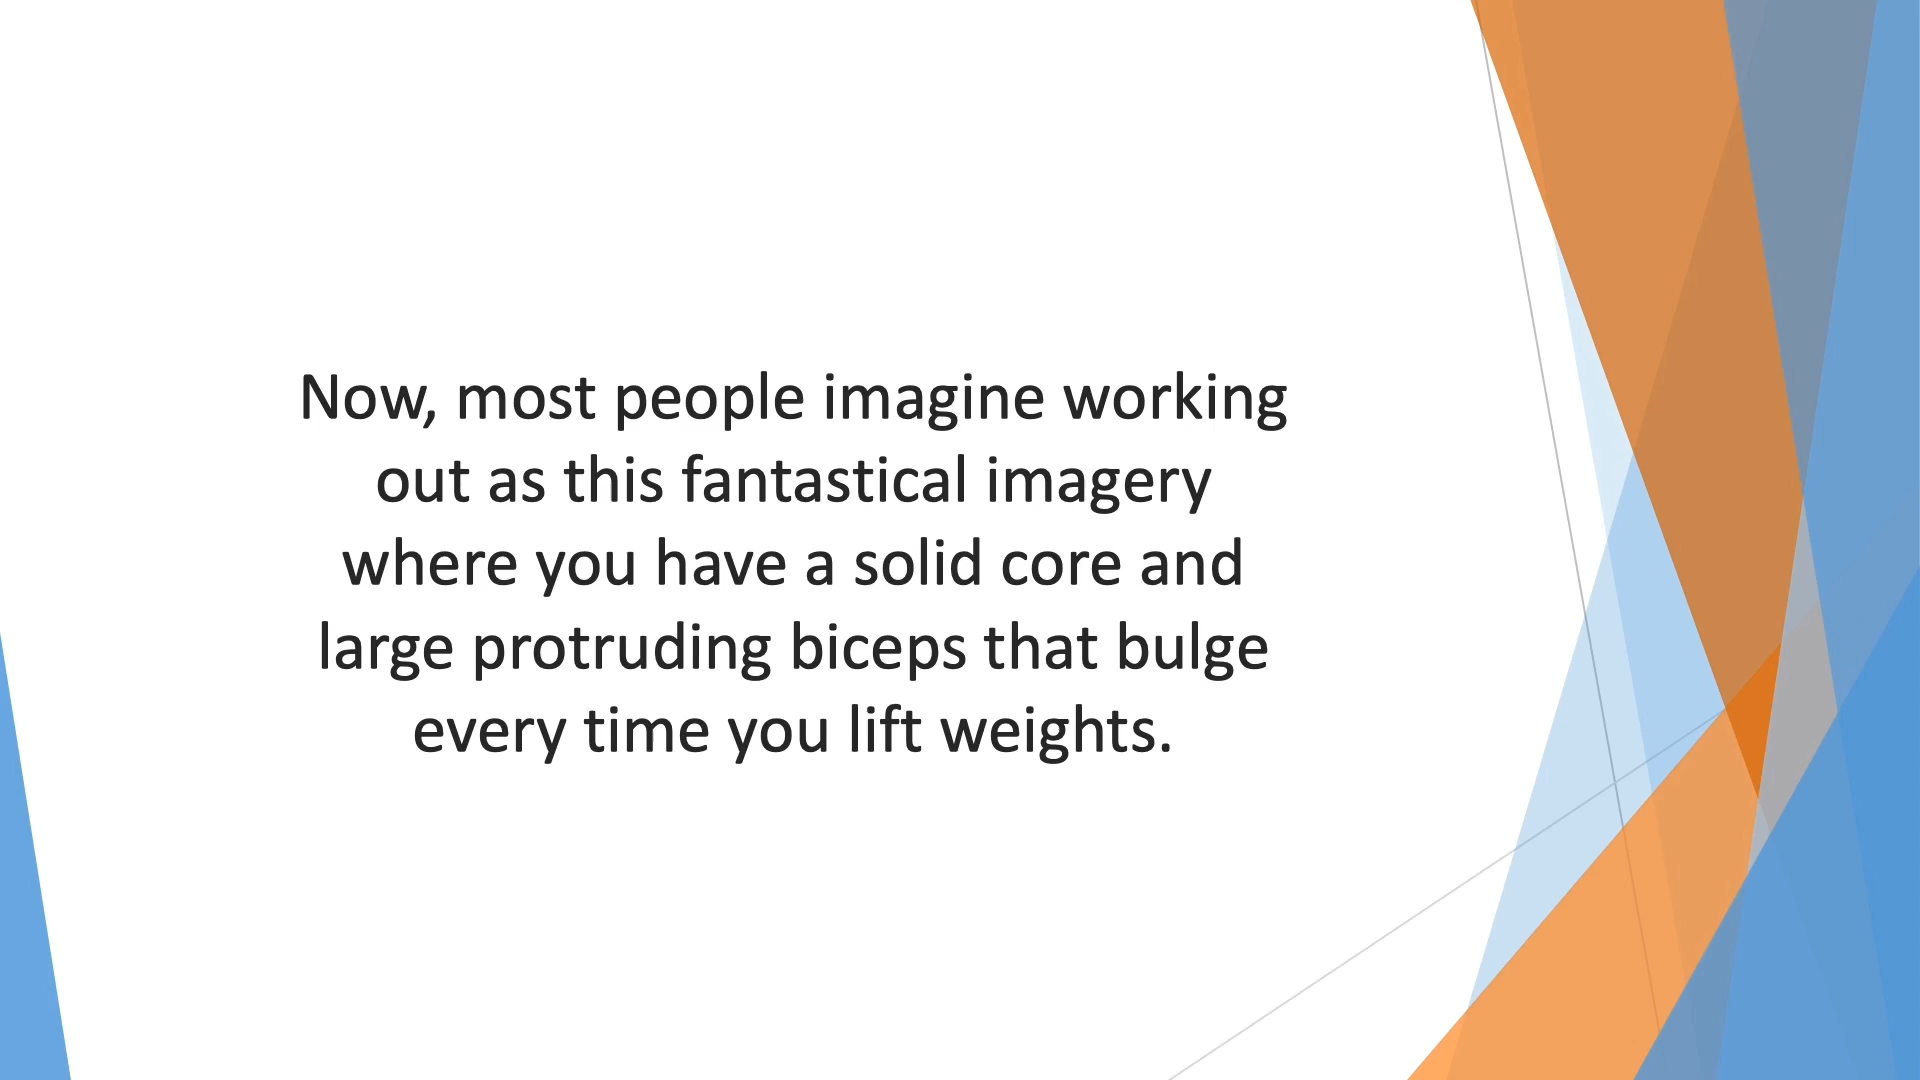 Now, most people imagine working
out as this fantastical imagery
where you have a solid core and
large protruding biceps that bulge
every time you lift weights.